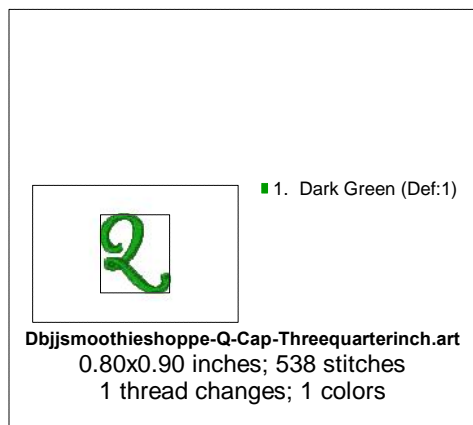 1. Dark Green (Def:1)
Q
Dbjjsmoothieshoppe-Q-Cap-Threequarterinch.art
0.80x0.90 inches; 538 stitches
1 thread changes; 1 colors